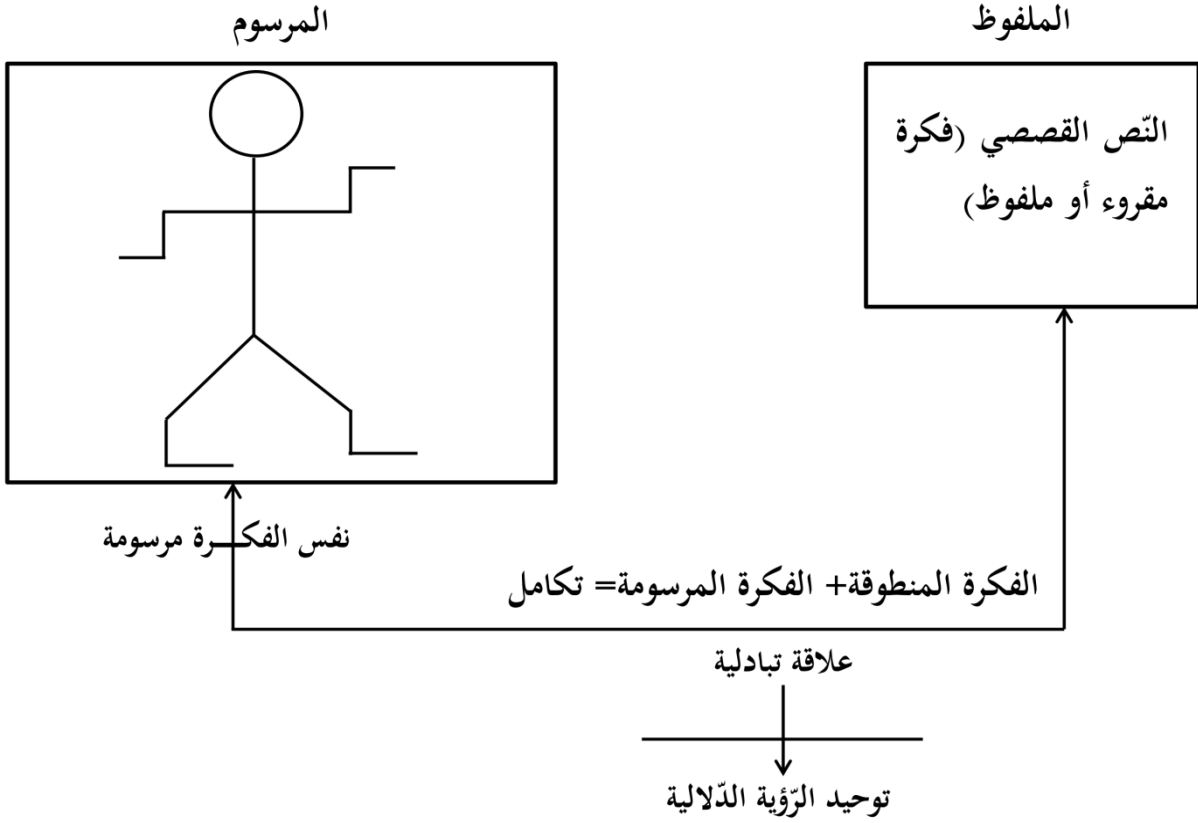 الملفوظ
المرسوم
النّص القصصي (فكرة
مقروء أو ملفوظ)
نفس الفكـرة مرسومة
الفكرة المنطوقة+ الفكرة المرسومة= تكامل
علاقة تبادلية
توحيد الرّؤية الدّلالية